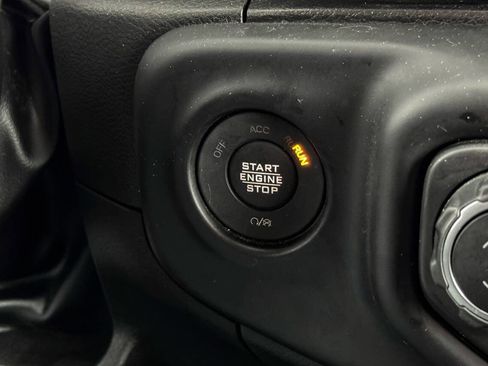 ACC
OFF
RUN
START
ENGINE
STOP